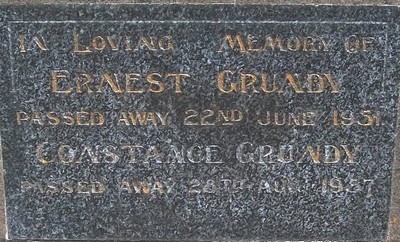 In Loving Memory of
Ernest Grundy
passed away 22nd June 1951
Constance Grundy
passed away 28th Aug. 1957